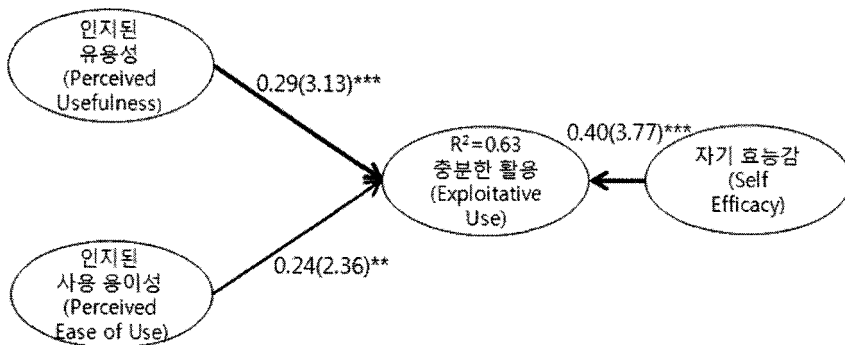 인지된
유용성
(Perceived
Usefulness)
0.29(3.13)***
R²=0.63
충분한 활용
(Exploitative
Use)
0.40(3.77)***
자기 효능감
(Self
Efficacy)
인지된
사용 용이성
(Perceived
Ease of Use)
0.24(2.36)**